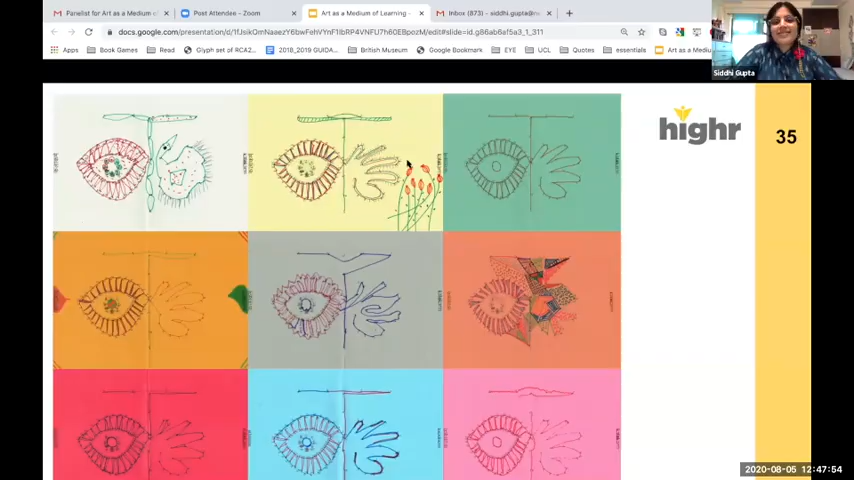 Panelist for Art as a Medium o
Post Attendee - Zoom
Art as a Medium of Learning -
Inbox (873) - siddhi.gupta@ne
docs.google.com/presentation/d/1fJsikQmNaaezY6bwFehVYnF1IbRP4VNFU7h60EBpozM/edit#slide=id.g86ab6af5a3_1_311
Apps
Book Games
Read
Glyph set of RCA2...
2018_2019 GUIDA...
British Museum
Google Bookmark
EYE
UCL
Quotes
essentials
Art as a Mediu
Siddhi Gupta
highr
35
2020-08-05 12:47:54